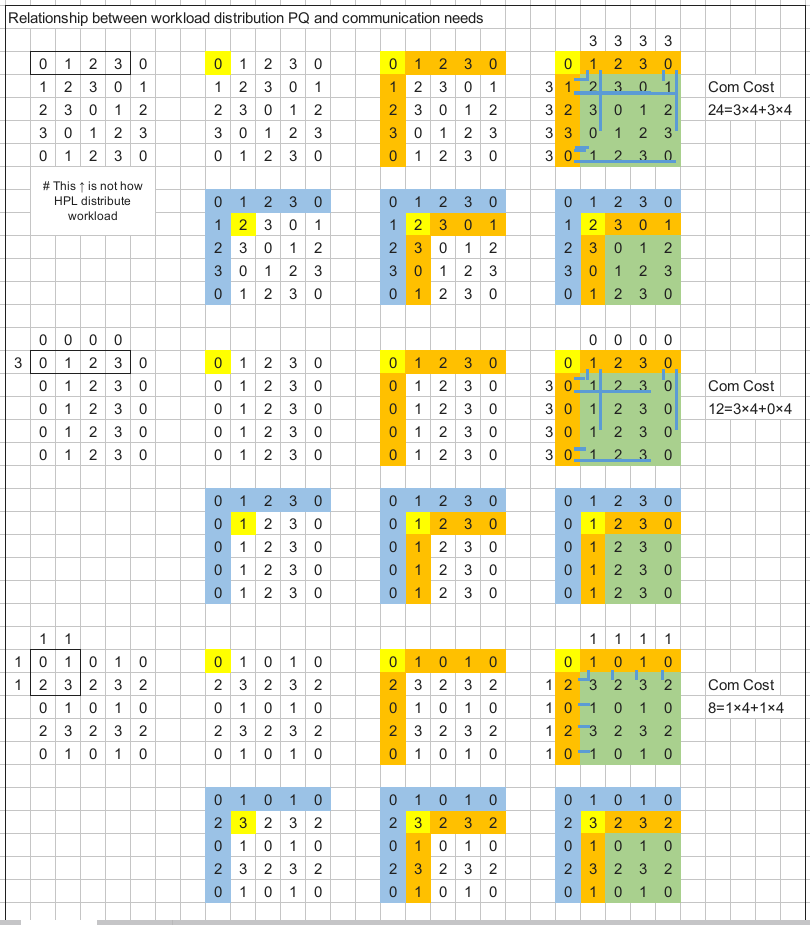 Relationship between workload distribution PQ and communication needs
3 3 3 3
0 1 2 3 0 0 1 2 3 0 0 1 2 3 0 0 1 2 3 0
1 2 3 0 1 1 2 3 0 1 1 2 3 0 1 3 1 2 3 0 1 Com Cost
2 3 0 1 2 2 3 0 1 2 2 3 0 1 2 3 2 3 0 1 2 24=3×4+3×4
3 0 1 2 3 3 0 1 2 3 3 0 1 2 3 3 3 0 1 2 3
0 1 2 3 0 0 1 2 3 0 0 1 2 3 0 3 0 1 2 3 0
# This ↑ is not how
HPL distribute
workload
0 1 2 3 0 0 1 2 3 0 0 1 2 3 0
1 2 3 0 1 1 2 3 0 1 1 2 3 0 1
2 3 0 1 2 2 3 0 1 2 2 3 0 1 2
3 0 1 2 3 3 0 1 2 3 3 0 1 2 3
0 1 2 3 0 0 1 2 3 0 0 1 2 3 0
0 0 0 0 0 0 0 0
3 0 1 2 3 0 0 1 2 3 0 0 1 2 3 0 0 1 2 3 0
0 1 2 3 0 0 1 2 3 0 0 1 2 3 0 3 0 1 2 3 0 Com Cost
0 1 2 3 0 0 1 2 3 0 0 1 2 3 0 3 0 1 2 3 0 12=3×4+0×4
0 1 2 3 0 0 1 2 3 0 0 1 2 3 0 3 0 1 2 3 0
0 1 2 3 0 0 1 2 3 0 0 1 2 3 0 3 0 1 2 3 0
0 1 2 3 0 0 1 2 3 0 0 1 2 3 0
0 1 2 3 0 0 1 2 3 0 0 1 2 3 0
0 1 2 3 0 0 1 2 3 0 0 1 2 3 0
0 1 2 3 0 0 1 2 3 0 0 1 2 3 0
0 1 2 3 0 0 1 2 3 0 0 1 2 3 0
1 1 1 1 1 1
1 0 1 0 1 0 0 1 0 1 0 0 1 0 1 0 0 1 0 1 0
1 2 3 2 3 2 2 3 2 3 2 2 3 2 3 2 1 2 3 2 3 2 Com Cost
0 1 0 1 0 0 1 0 1 0 0 1 0 1 0 1 0 1 0 1 0 8=1×4+1×4
2 3 2 3 2 2 3 2 3 2 2 3 2 3 2 1 2 3 2 3 2
0 1 0 1 0 0 1 0 1 0 0 1 0 1 0 1 0 1 0 1 0
0 1 0 1 0 0 1 0 1 0 0 1 0 1 0
2 3 2 3 2 2 3 2 3 2 2 3 2 3 2
0 1 0 1 0 0 1 0 1 0 0 1 0 1 0
2 3 2 3 2 2 3 2 3 2 2 3 2 3 2
0 1 0 1 0 0 1 0 1 0 0 1 0 1 0